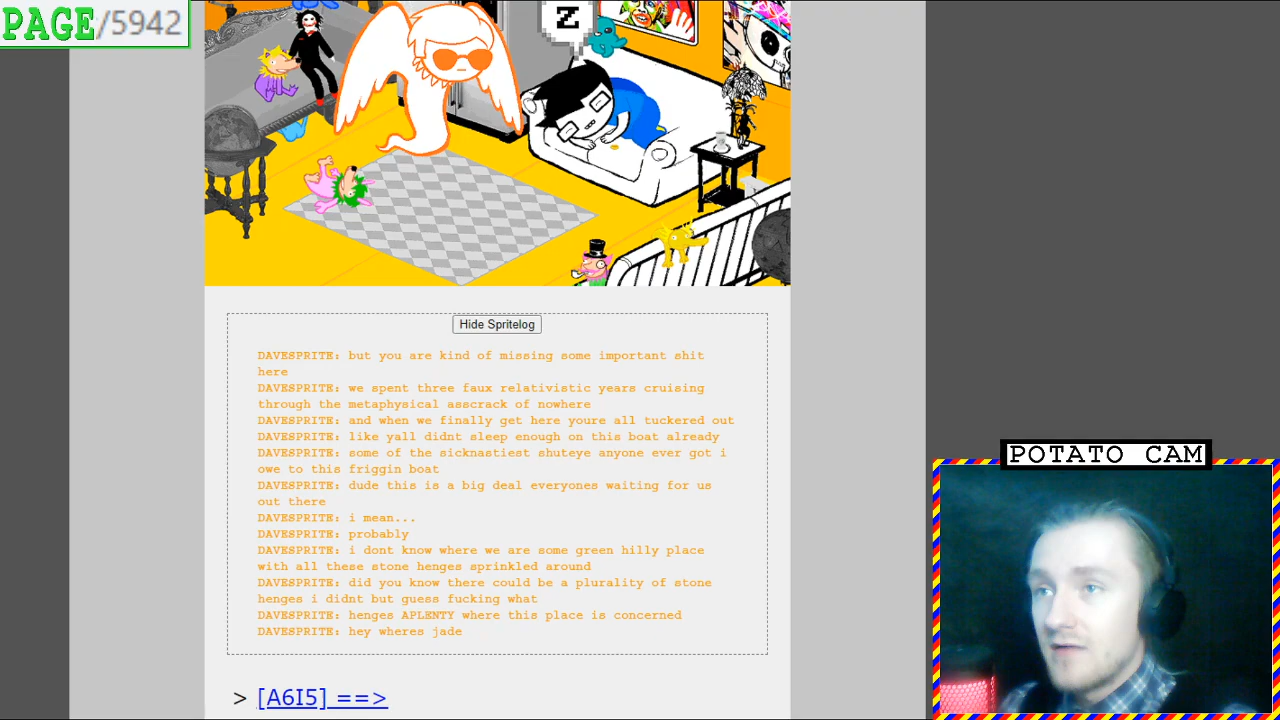 PAGE/5942
Z
Hide Spritelog
DAVESPRITE: but you are kind of missing some important shit
here
DAVESPRITE: we spent three faux relativistic years cruising
through the metaphysical asscrack of nowhere
DAVESPRITE: and when we finally get here youre all tuckered out
DAVESPRITE: like yall didnt sleep enough on this boat already
DAVESPRITE: some of the sicknastiest shuteye anyone ever got i
owe to this friggin boat
DAVESPRITE: dude this is a big deal everyones waiting for us
out there
DAVESPRITE: i mean...
DAVESPRITE: probably
DAVESPRITE: i dont know where we are some green hilly place
with all these stone henges sprinkled around
DAVESPRITE: did you know there could be a plurality of stone
henges i didnt but guess fucking what
DAVESPRITE: henges APLENTY where this place is concerned
DAVESPRITE: hey wheres jade
> [A6I5] ==>
POTATO CAM